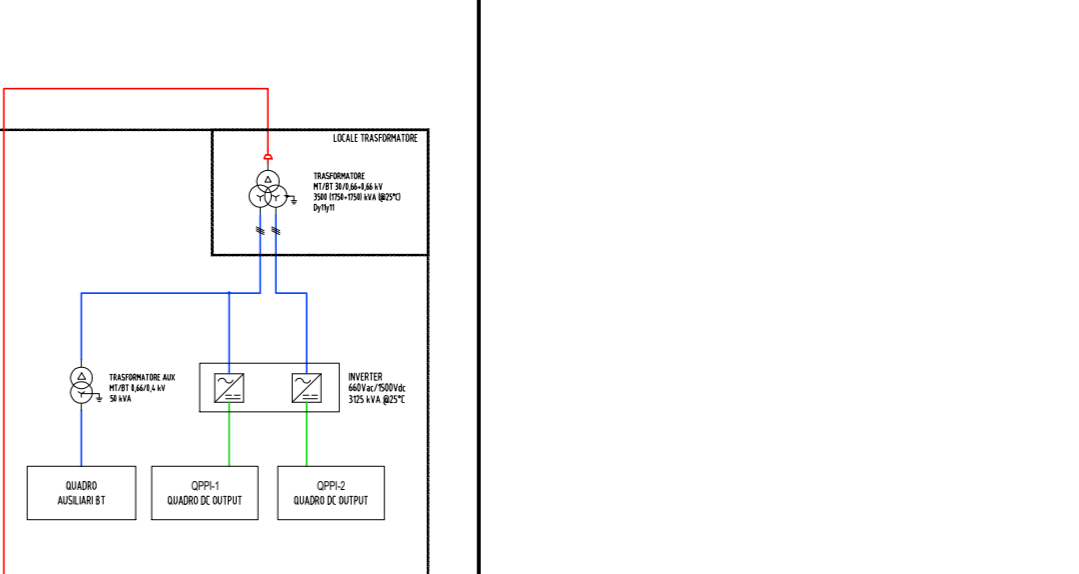 LOCALE TRASFORMATORE
TRASFORMATORE
MT/BT 30/0,66+0,66 kV
3500 (1750+1750) kVA (@25°C)
Dy11y11
TRASFORMATORE AUX
MT/BT 0,66/0,4 kV
50 kVA
INVERTER
660Vac/1500Vdc
3125 kVA @25°C
QUADRO
AUSILIARI BT
QPPI-1
QUADRO DC OUTPUT
QPPI-2
QUADRO DC OUTPUT